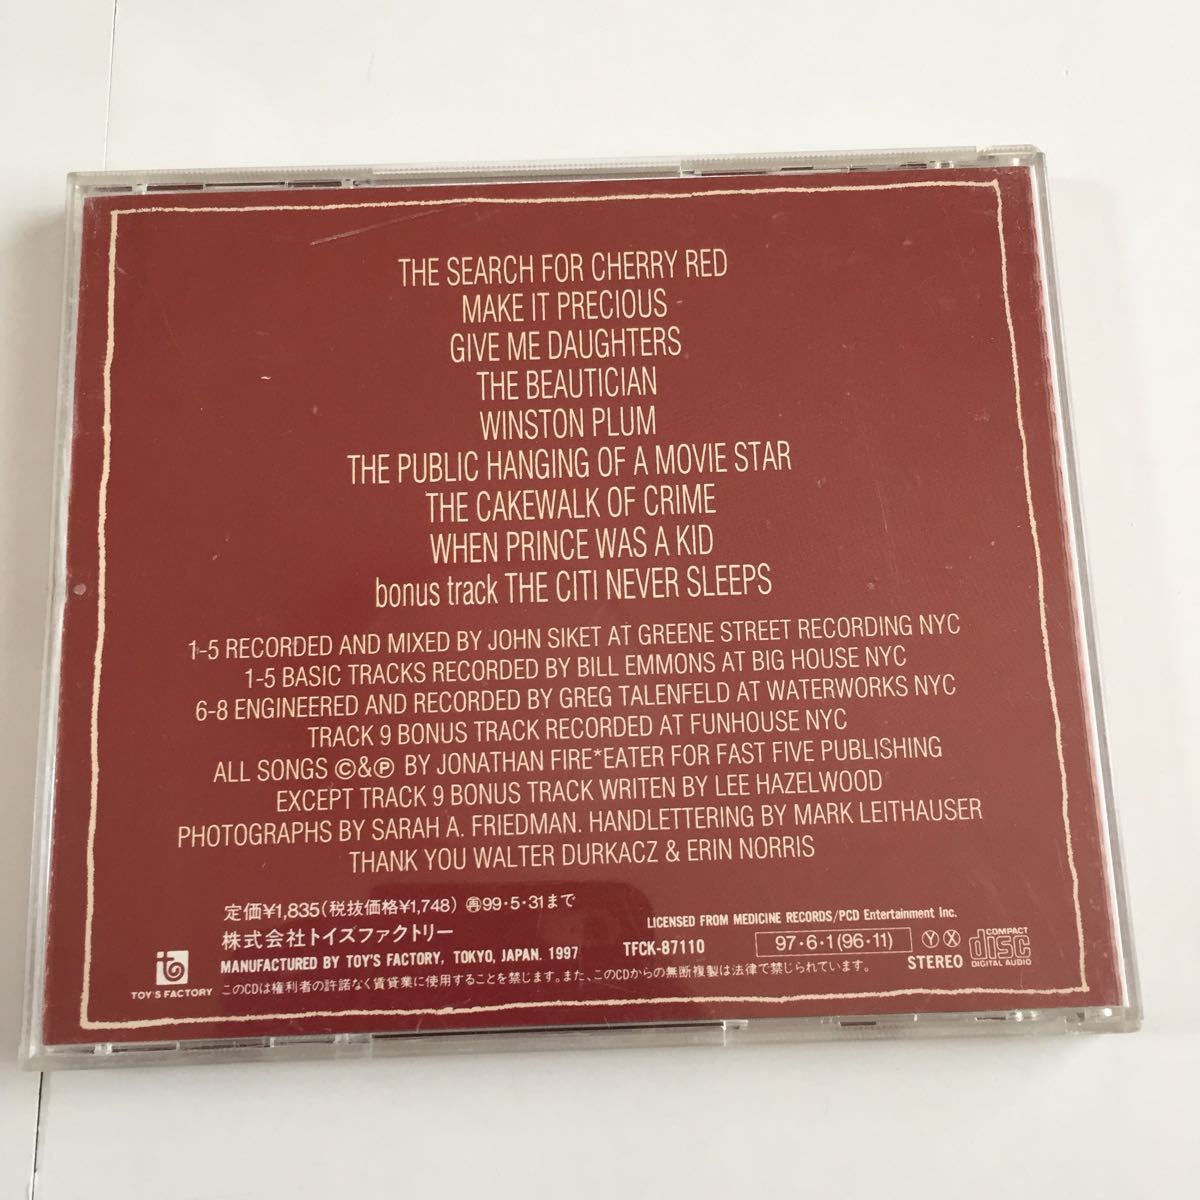 THE SEARCH FOR CHERRY RED
MAKE IT PRECIOUS
GIVE ME DAUGHTERS
THE BEAUTICIAN
WINSTON PLUM
THE PUBLIC HANGING OF A MOVIE STAR
THE CAKEWALK OF CRIME
WHEN PRINCE WAS A KID
bonus track THE CITI NEVER SLEEPS
1-5 RECORDED AND MIXED BY JOHN SIKET AT GREENE STREET RECORDING NYC
1-5 BASIC TRACKS RECORDED BY BILL EMMONS AT BIG HOUSE NYC
6-8 ENGINEERED AND RECORDED BY GREG TALENFELD AT WATERWORKS NYC
TRACK 9 BONUS TRACK RECORDED AT FUNHOUSE NYC
ALL SONGS ©&℗ BY JONATHAN FIRE*EATER FOR FAST FIVE PUBLISHING
EXCEPT TRACK 9 BONUS TRACK WRITEN BY LEE HAZELWOOD
PHOTOGRAPHS BY SARAH A. FRIEDMAN. HANDLETTERING BY MARK LEITHAUSER
THANK YOU WALTER DURKACZ & ERIN NORRIS
定価¥1,835(税抜価格¥1,748) 再99・5・31まで
株式会社トイズファクトリー
MANUFACTURED BY TOY'S FACTORY, TOKYO, JAPAN. 1997
LICENSED FROM MEDICINE RECORDS/PCD Entertainment Inc.
TFCK-87110
97・6・1(96・11)
Y X
STEREO
COMPACT
disc
DIGITAL AUDIO
TOY'S FACTORY
このCDは権利者の許諾なく賃貸業に使用することを禁じます。また、このCDからの無断複製は法律で禁じられています。